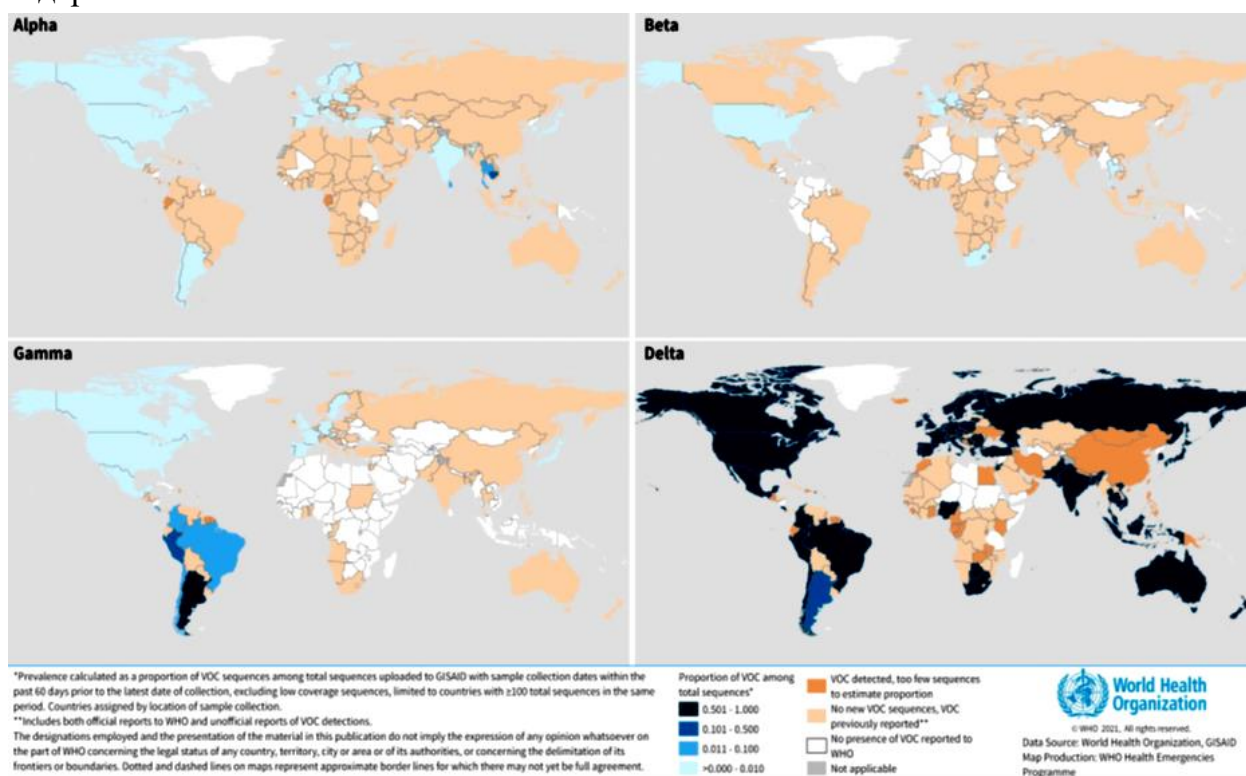 Alpha
Beta
Gamma
Delta
*Prevalence calculated as a proportion of VOC sequences among total sequences uploaded to GISAID with sample collection dates within the
past 60 days prior to the latest date of collection, excluding low coverage sequences, limited to countries with ≥100 total sequences in the same
period. Countries assigned by location of sample collection.
**Includes both official reports to WHO and unofficial reports of VOC detections.
The designations employed and the presentation of the material in this publication do not imply the expression of any opinion whatsoever on
the part of WHO concerning the legal status of any country, territory, city or area or of its authorities, or concerning the delimitation of its
frontiers or boundaries. Dotted and dashed lines on maps represent approximate border lines for which there may not yet be full agreement.
Proportion of VOC among
total sequences*
0.501 - 1.000
0.101 - 0.500
0.011 - 0.100
>0.000 - 0.010
VOC detected, too few sequences
to estimate proportion
No new VOC sequences, VOC
previously reported**
No presence of VOC reported to
WHO
Not applicable
World Health
Organization
© WHO 2021, All rights reserved.
Data Source: World Health Organization, GISAID
Map Production: WHO Health Emergencies
Programme